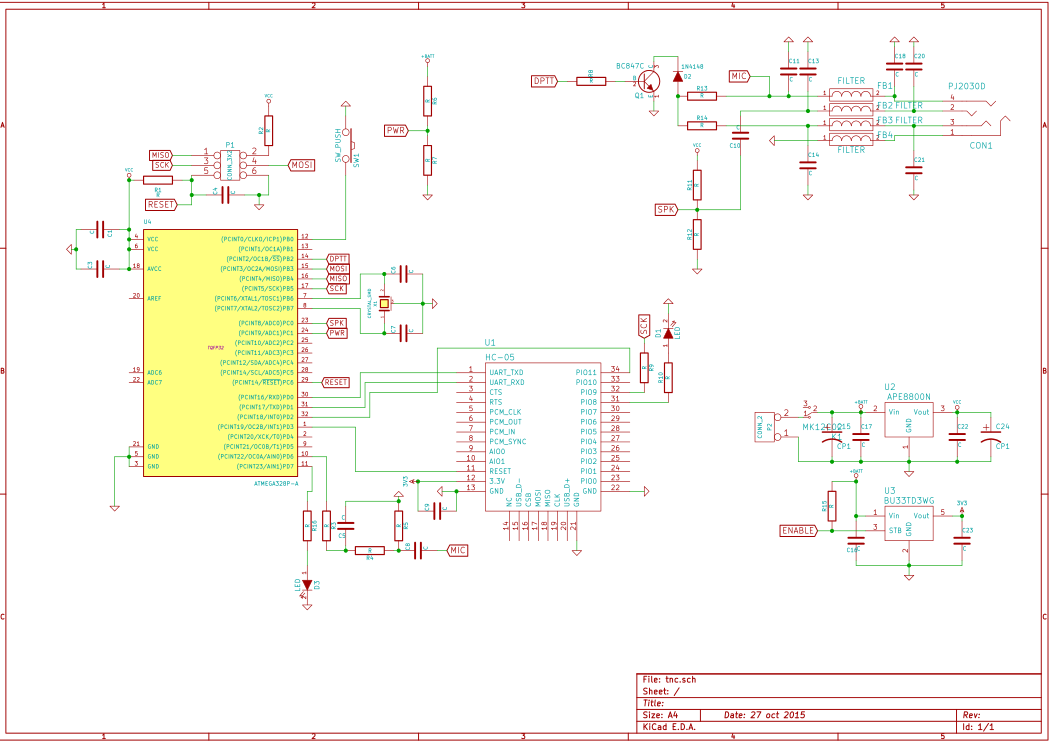 1 2 3 4 5
A
B
C
+BATT
R6
PWR
R7
VCC
R2
SW_PUSH
SW1
P1
MISO 1 2
SCK 3 4 MOSI
5 6
CONN_3X2
VCC
R1
R
RESET
C4
C
C1
C3
U4
4 VCC
6 VCC
18 AVCC
20 AREF
19 ADC6
22 ADC7
21 GND
5 GND
3 GND
TQFP32
ATMEGA328P-A
(PCINT0/CLKO/ICP1)PB0 12
(PCINT1/OC1A)PB1 13
(PCINT2/OC1B/SS)PB2 14 DPTT
(PCINT3/OC2A/MOSI)PB3 15 MOSI
(PCINT4/MISO)PB4 16 MISO
(PCINT5/SCK)PB5 17 SCK
(PCINT6/XTAL1/TOSC1)PB6 7
(PCINT7/XTAL2/TOSC2)PB7 8
(PCINT8/ADC0)PC0 23 SPK
(PCINT9/ADC1)PC1 24 PWR
(PCINT10/ADC2)PC2 25
(PCINT11/ADC3)PC3 26
(PCINT12/SDA/ADC4)PC4 27
(PCINT13/SCL/ADC5)PC5 28
(PCINT14/RESET)PC6 29 RESET
(PCINT16/RXD)PD0 30
(PCINT17/TXD)PD1 31
(PCINT18/INT0)PD2 32
(PCINT19/OC2B/INT1)PD3 1
(PCINT20/XCK/T0)PD4 2
(PCINT21/OC0B/T1)PD5 9
(PCINT22/OC0A/AIN0)PD6 10
(PCINT23/AIN1)PD7 11
C6
C7
X1
CRYSTAL_SMD
R16
R3
C5
R5
R4
C8
MIC
LED
D3
U1
HC-05
1 UART_TXD
2 UART_RXD
3 CTS
4 RTS
5 PCM_CLK
6 PCM_OUT
7 PCM_IN
8 PCM_SYNC
9 AIO0
10 AIO1
11 RESET
12 3.3V
13 GND
3V3
C9
PIO11 34
PIO10 33
PIO9 32
PIO8 31
PIO7 30
PIO6 29
PIO5 28
PIO4 27
PIO3 26
PIO2 25
PIO1 24
PIO0 23
GND 22
NC USB_D- CSB MOSI MISO CLK USB_D+ GND
14 15 16 17 18 19 20 21
SCK
R9
R10
D1
LED
DPTT
R8
BC847C
Q1
1N4148
D2
MIC
R13
R14
C10
C11
C13
C14
C18
C20
C21
FILTER
FB1
FB2 FILTER
FB3 FILTER
FB4
FILTER
PJ2030D
4
2
3
1
CON1
VCC
R11
SPK
R12
CONN_2
P2
2
1
+BATT
C17
C
U2
APE8800N
2 Vin Vout 3
GND
1
VCC
C22
C
C24
CP1
+BATT
R15
ENABLE
C16
C
U3
BU33TD3WG
1 Vin Vout 5
3 STB GND
2
3V3
C23
C
File: tnc.sch
Sheet: /
Title:
Size: A4 Date: 27 oct 2015 Rev:
KiCad E.D.A. Id: 1/1
1 2 3 4 5